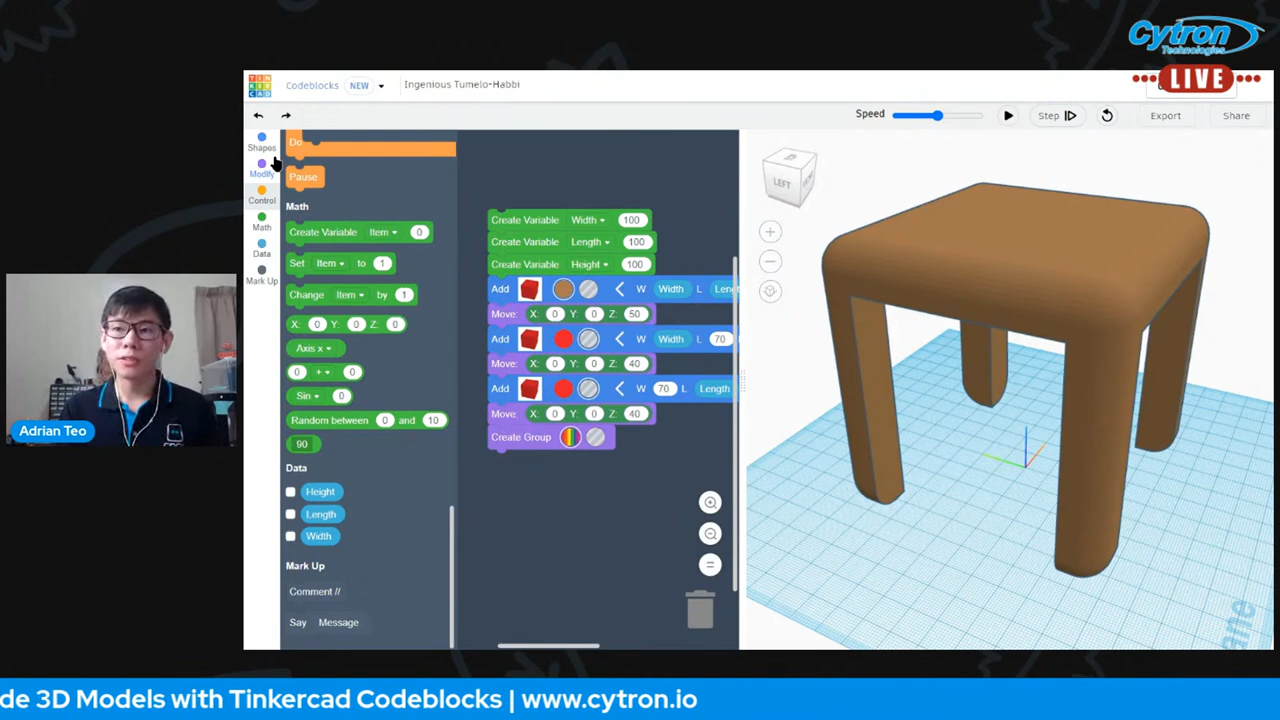 Cytron
Technologies
LIVE
TIN
KER
CAD
Codeblocks NEW
Ingenious Tumelo-Habbi
Speed
Step
Export
Share
Shapes
Modify
Control
Math
Data
Mark Up
Do
Pause
Math
Create Variable Item 0
Set Item to 1
Change Item by 1
X: 0 Y: 0 Z: 0
Axis x
0 + 0
Sin 0
Random between 0 and 10
90
Data
Height
Length
Width
Mark Up
Comment //
Say Message
Create Variable Width 100
Create Variable Length 100
Create Variable Height 100
Add W Width L
Move: X: 0 Y: 0 Z: 50
Add W Width L 70
Move: X: 0 Y: 0 Z: 40
Add W 70 L Length
Move: X: 0 Y: 0 Z: 40
Create Group
LEFT
Adrian Teo
de 3D Models with Tinkercad Codeblocks | www.cytron.io